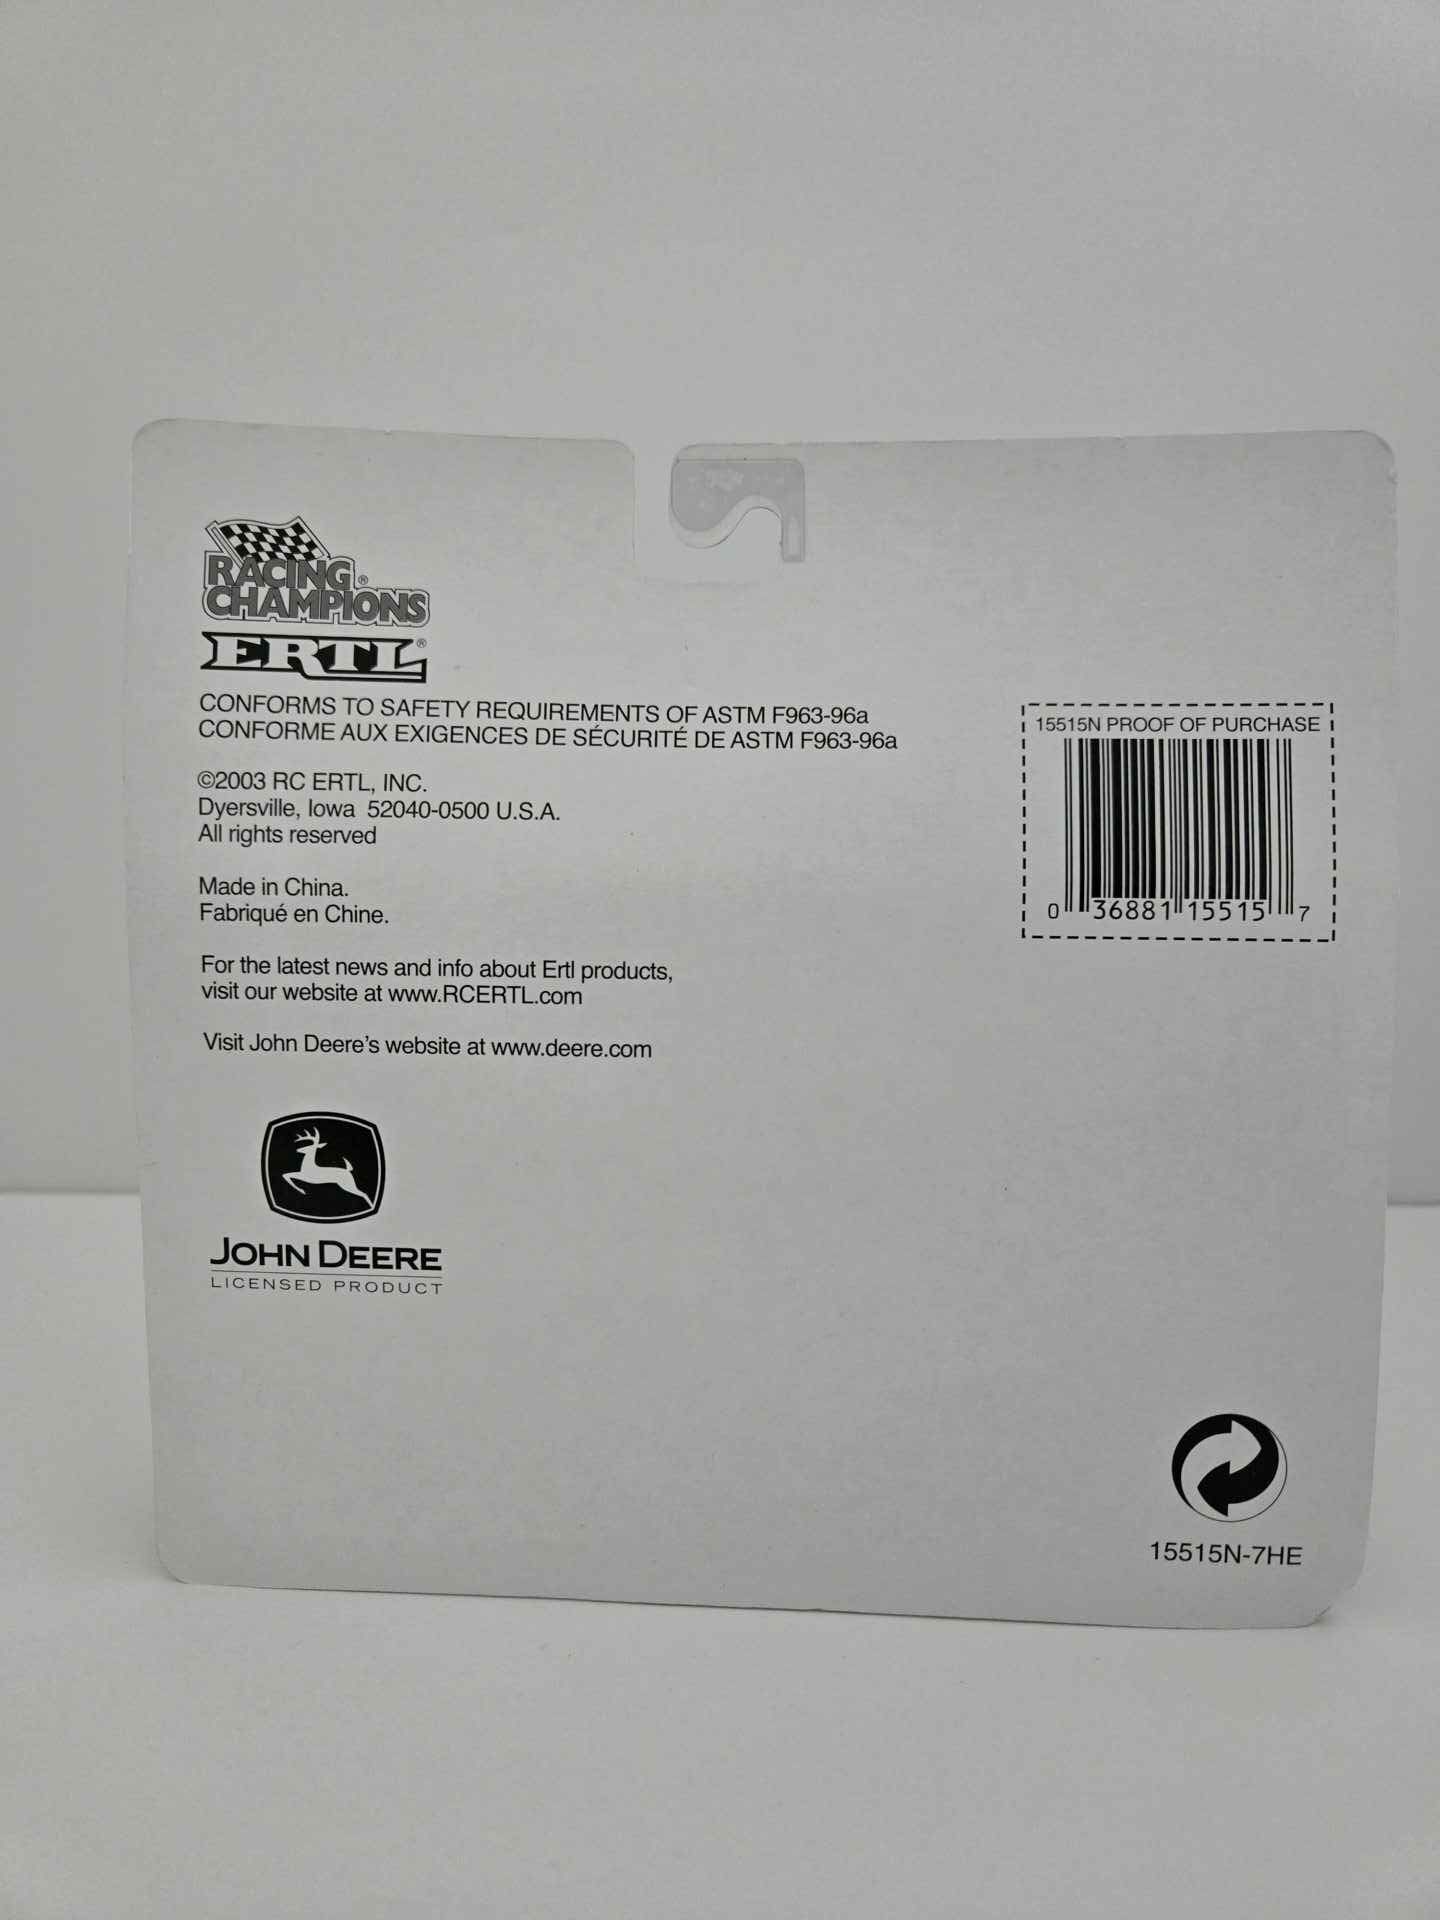 RACING®
CHAMPIONS
ERTL®
CONFORMS TO SAFETY REQUIREMENTS OF ASTM F963-96a
CONFORME AUX EXIGENCES DE SÉCURITÉ DE ASTM F963-96a
©2003 RC ERTL, INC.
Dyersville, Iowa 52040-0500 U.S.A.
All rights reserved
Made in China.
Fabriqué en Chine.
For the latest news and info about Ertl products,
visit our website at www.RCERTL.com
Visit John Deere's website at www.deere.com
JOHN DEERE
LICENSED PRODUCT
15515N PROOF OF PURCHASE
0 36881 15515 7
15515N-7HE